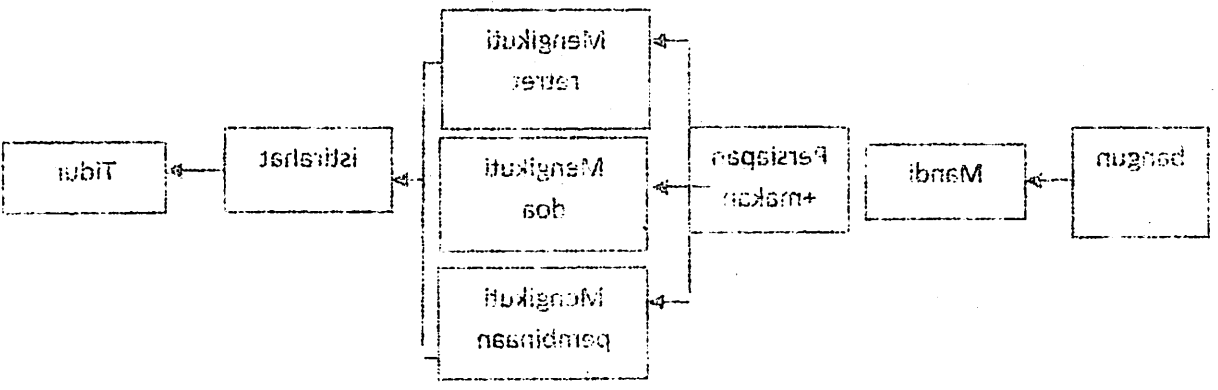 bangun
Mandi
Persiapan
+makan
Mengikuti
retret
Mengikuti
doa
Mengikuti
pembinaan
istirahat
Tidur